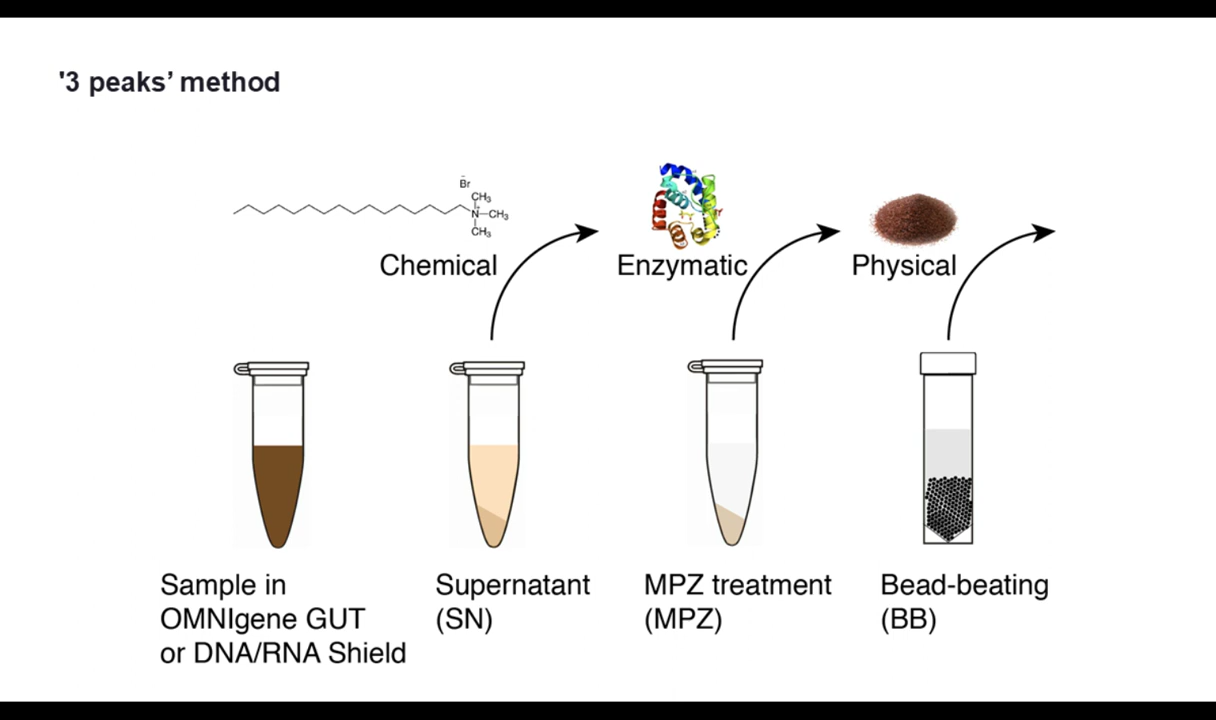 '3 peaks’ method
Br
CH3
N
CH3
CH3
Chemical
Enzymatic
Physical
Sample in
OMNIgene GUT
or DNA/RNA Shield
Supernatant
(SN)
MPZ treatment
(MPZ)
Bead-beating
(BB)